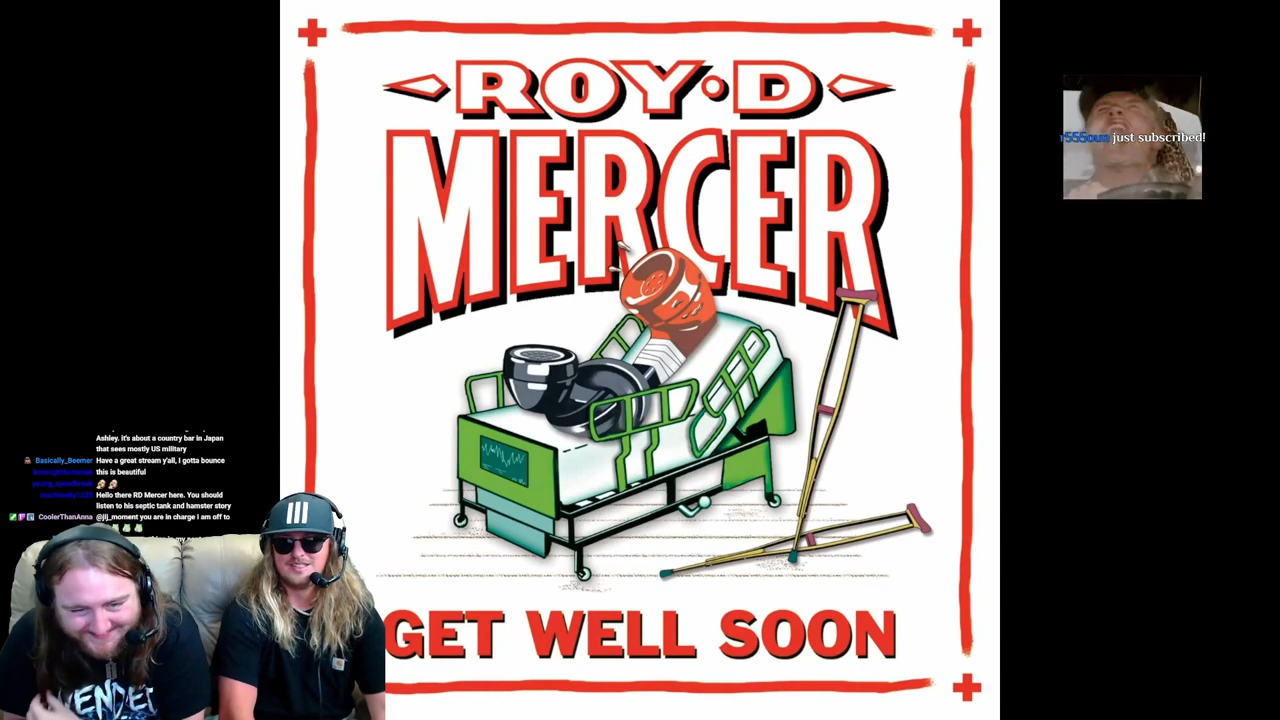 ROY·D
MERCER
GET WELL SOON
just subscribed!
Ashley. it's about a country bar in Japan
that sees mostly US military
Basically_Beemer Have a great stream y'all, I gotta bounce
this is beautiful
Hello there RD Mercer here. You should
listen to his septic tank and hamster story
CoolerThanAnna @jlj_moment you are in charge I am off to